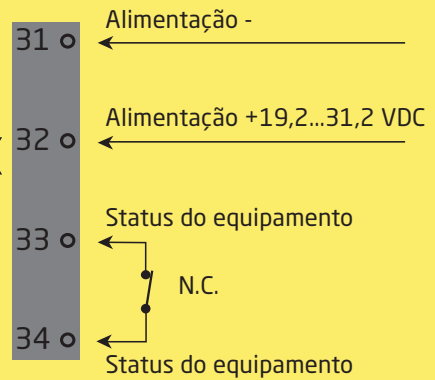 31 Alimentação -
32 Alimentação +19,2...31,2 VDC
33 Status do equipamento
N.C.
34 Status do equipamento